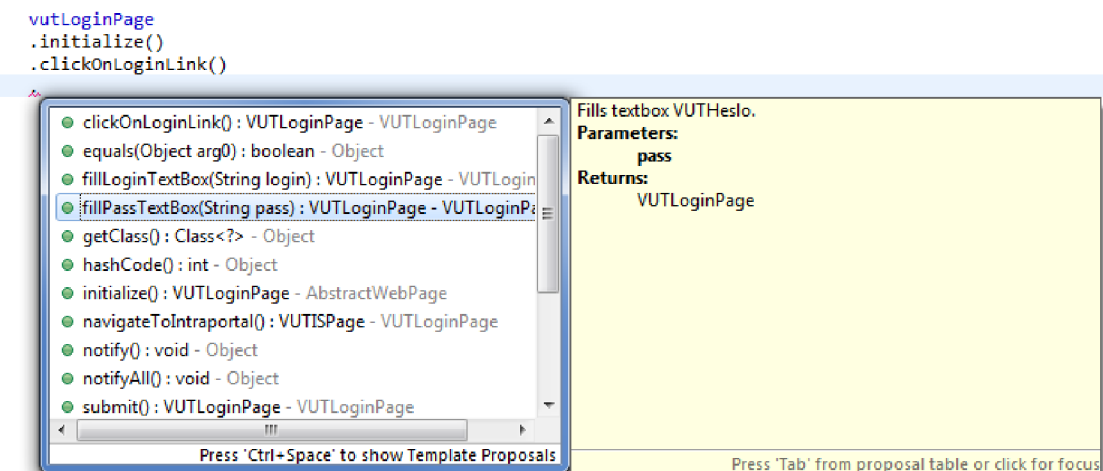 vutLoginPage
.initialize()
.clickOnLoginLink()
.
clickOnLoginLink() : VUTLoginPage - VUTLoginPage
equals(Object arg0) : boolean - Object
fillLoginTextBox(String login) : VUTLoginPage - VUTLogin
fillPassTextBox(String pass) : VUTLoginPage - VUTLoginPa
getClass() : Class<?> - Object
hashCode() : int - Object
initialize() : VUTLoginPage - AbstractWebPage
navigateToIntraportal() : VUTISPage - VUTLoginPage
notify() : void - Object
notifyAll() : void - Object
submit() : VUTLoginPage - VUTLoginPage
Press 'Ctrl+Space' to show Template Proposals
Fills textbox VUTHeslo.
Parameters:
pass
Returns:
VUTLoginPage
Press 'Tab' from proposal table or click for focus